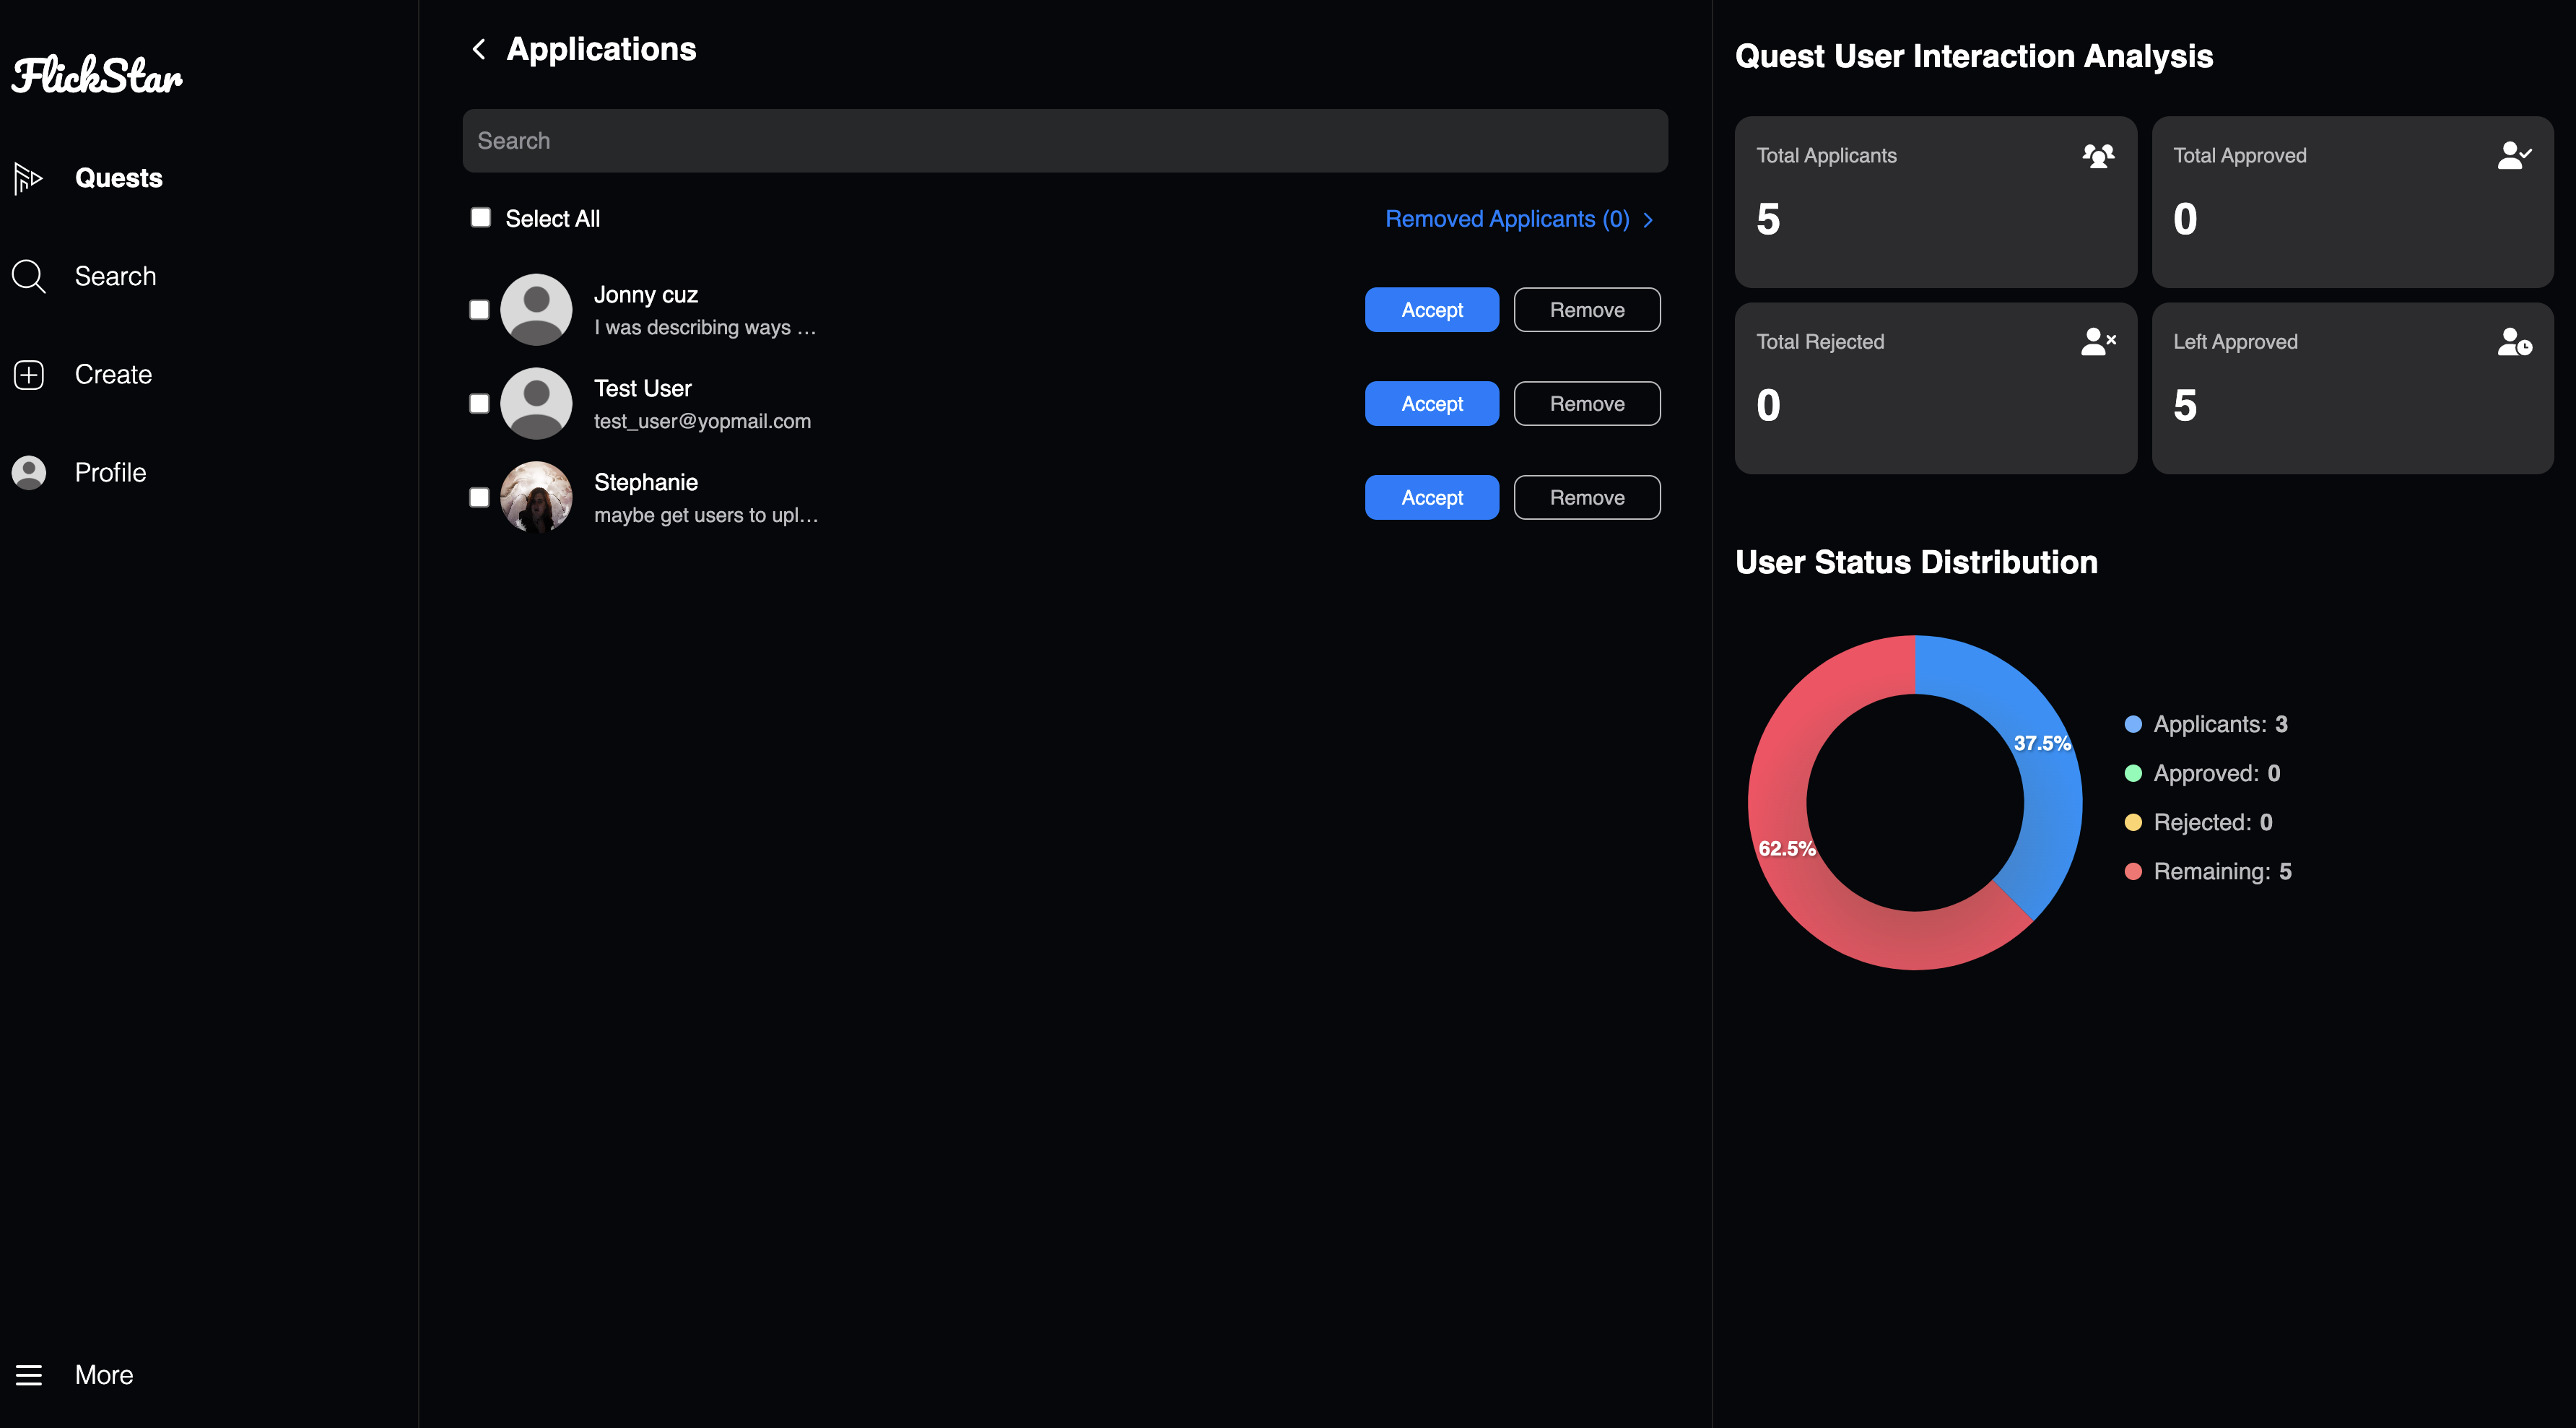 FlickStar
Quests
Search
Create
Profile
More
Applications
Search
Select All
Removed Applicants (0)
Jonny cuz
I was describing ways ...
Accept
Remove
Test User
test_user@yopmail.com
Accept
Remove
Stephanie
maybe get users to upl...
Accept
Remove
Quest User Interaction Analysis
Total Applicants
5
Total Approved
0
Total Rejected
0
Left Approved
5
User Status Distribution
37.5%
62.5%
Applicants: 3
Approved: 0
Rejected: 0
Remaining: 5